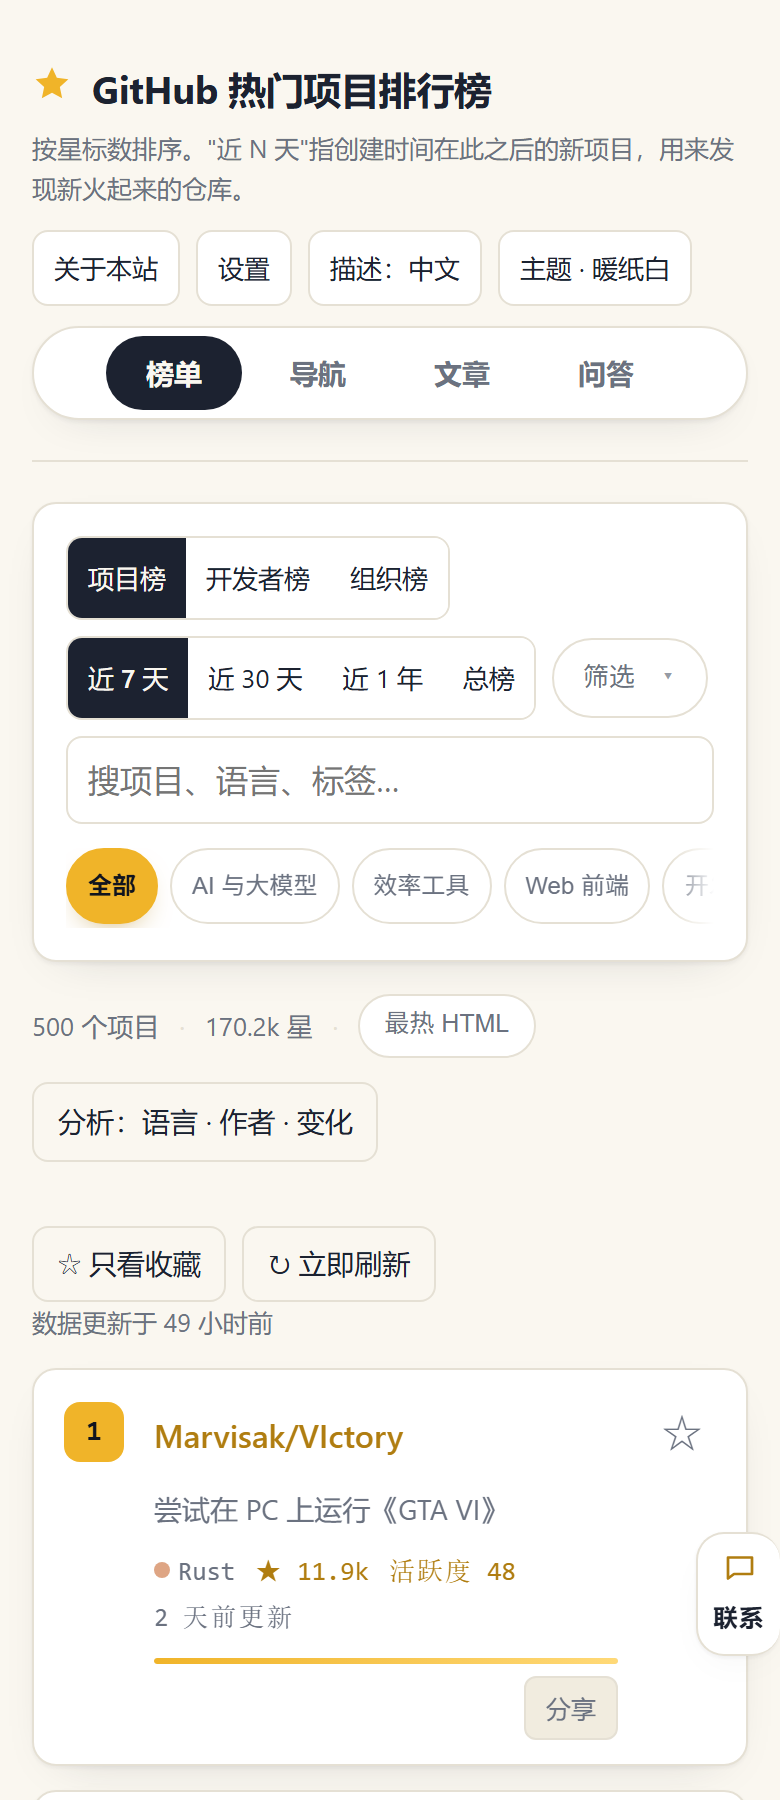 GitHub 热门项目排行榜
按星标数排序。"近 N 天"指创建时间在此之后的新项目，用来发
现新火起来的仓库。
关于本站 设置 描述：中文 主题 · 暖纸白
榜单 导航 文章 问答
项目榜 开发者榜 组织榜
近 7 天 近 30 天 近 1 年 总榜 筛选 ▾
搜项目、语言、标签...
全部 AI 与大模型 效率工具 Web 前端 开
500 个项目 · 170.2k 星 · 最热 HTML
分析：语言 · 作者 · 变化
☆ 只看收藏 ↻ 立即刷新
数据更新于 49 小时前
1 Marvisak/VIctory ☆
尝试在 PC 上运行《GTA VI》
Rust ★ 11.9k 活跃度 48
2 天前更新
联系
分享